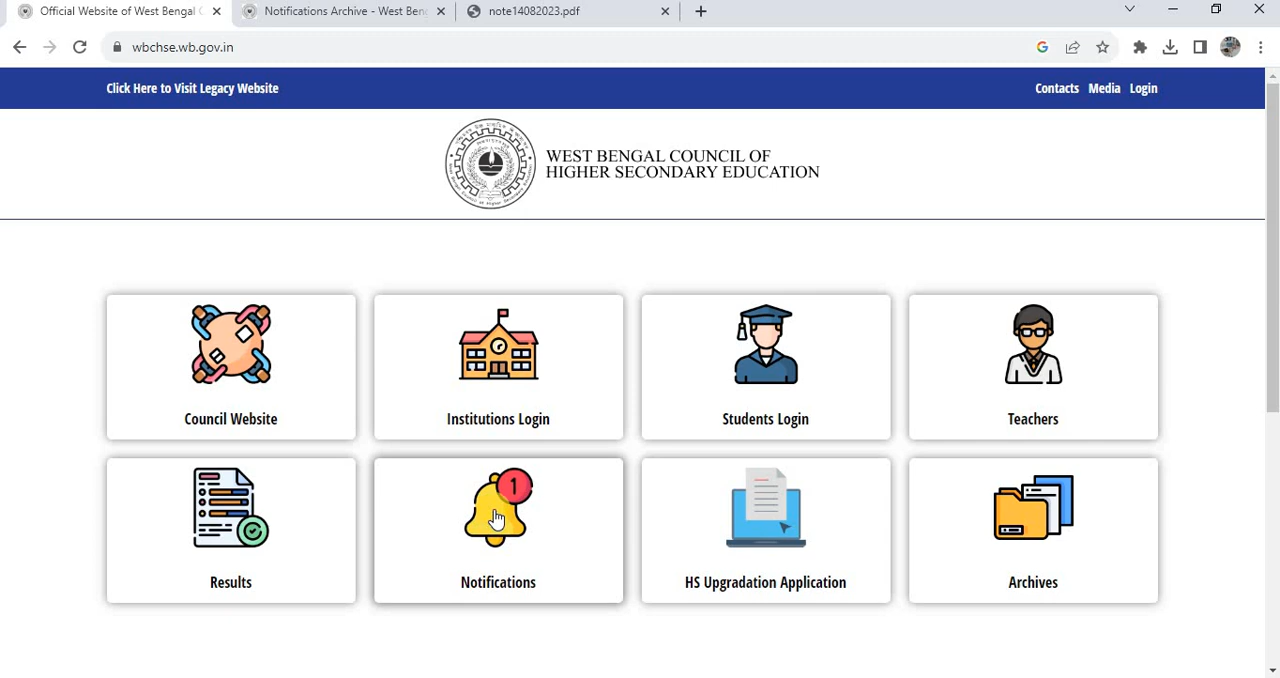 Official Website of West Bengal C
Notifications Archive - West Beng
note14082023.pdf
wbchse.wb.gov.in
Click Here to Visit Legacy Website
Contacts Media Login
WEST BENGAL COUNCIL OF
HIGHER SECONDARY EDUCATION
Council Website
Institutions Login
Students Login
Teachers
1
Results
Notifications
HS Upgradation Application
Archives